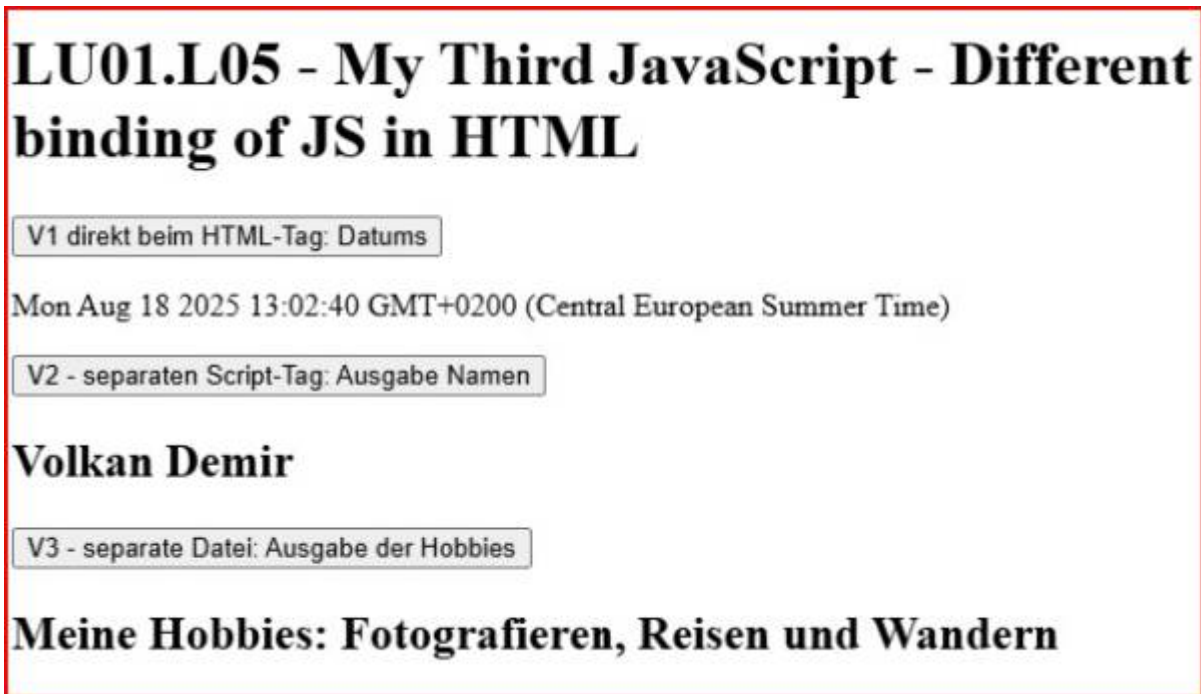 LU01.L05 - My Third JavaScript - Different
binding of JS in HTML
V1 direkt beim HTML-Tag: Datums
Mon Aug 18 2025 13:02:40 GMT+0200 (Central European Summer Time)
V2 - separaten Script-Tag: Ausgabe Namen
Volkan Demir
V3 - separate Datei: Ausgabe der Hobbies
Meine Hobbies: Fotografieren, Reisen und Wandern